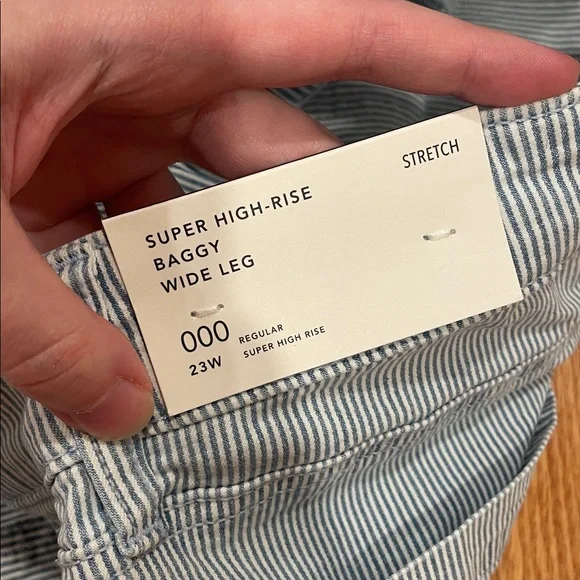 STRETCH
SUPER HIGH-RISE
BAGGY
WIDE LEG
000 REGULAR
23W SUPER HIGH RISE